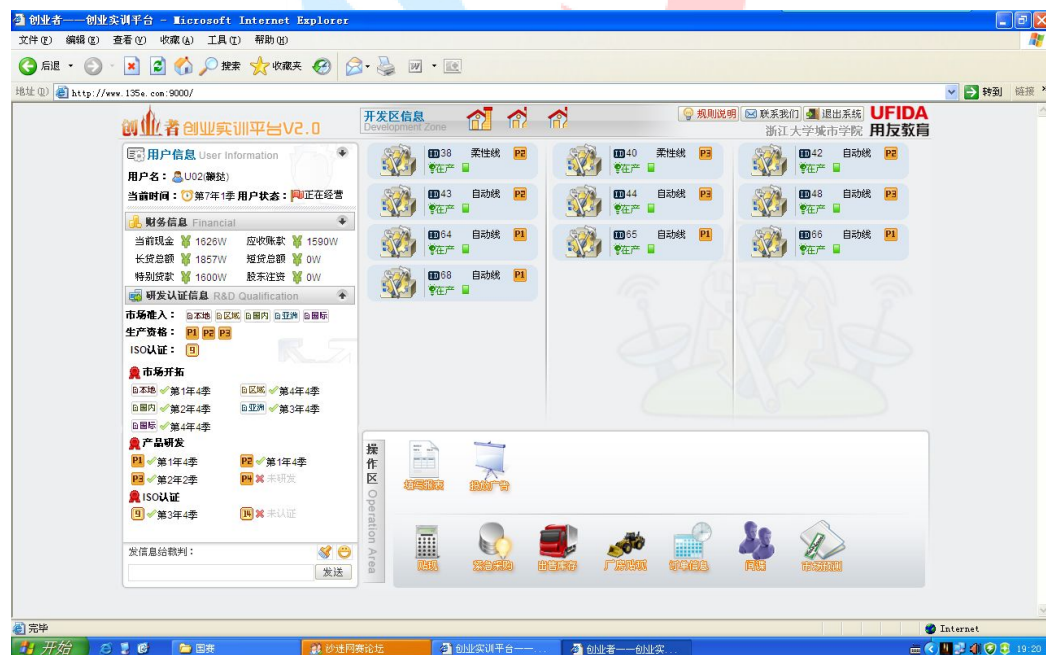 创业者——创业实训平台 - Microsoft Internet Explorer
文件(F) 编辑(E) 查看(V) 收藏(A) 工具(T) 帮助(H)
后退 搜索 收藏夹
地址(D) http://www.135e.com:9000/ 转到 链接 »
创业者 创业实训平台V2.0
开发区信息
Development Zone
规则说明 联系我们 退出系统 UFIDA
浙江大学城市学院 用友教育
用户信息 User Information
用户名： U02(鞭挞)
当前时间： 第7年1季 用户状态： 正在经营
财务信息 Financial
当前现金 1626W 应收账款 1590W
长贷总额 1857W 短贷总额 0W
特别贷款 1600W 股东注资 0W
研发认证信息 R&D Qualification
市场准入： 本地 区域 国内 亚洲 国际
生产资格： P1 P2 P3
ISO认证： 9
市场开拓
本地 第1年4季 区域 第4年4季
国内 第2年4季 亚洲 第3年4季
国际 第4年4季
产品研发
P1 第1年4季 P2 第1年4季
P3 第2年2季 P4 未研发
ISO认证
9 第3年4季 14 未认证
发信息给裁判：
发送
ID38 柔性线 P2
在产
ID40 柔性线 P3
在产
ID42 自动线 P2
在产
ID43 自动线 P2
在产
ID44 自动线 P3
在产
ID48 自动线 P3
在产
ID64 自动线 P1
在产
ID65 自动线 P1
在产
ID66 自动线 P1
在产
ID68 自动线 P1
在产
操作区 Operation Area
填写报表 投放广告
贴现 紧急采购 出售库存 厂房贴现 订单信息 间谍 市场预测
完毕 Internet
开始 国赛 沙迷网赛论坛 创业实训平台——... 创业者——创业实... 19:20